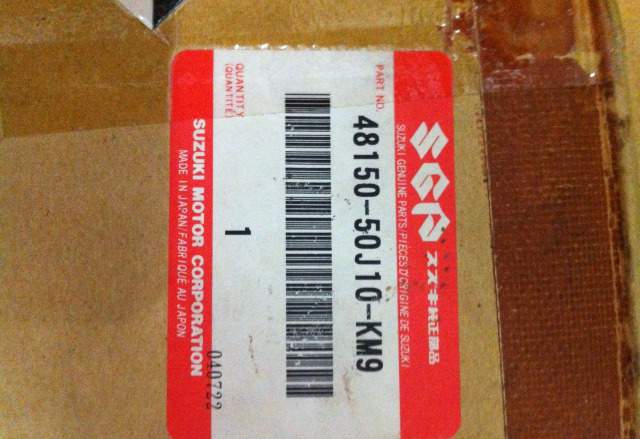 SGP スズキ純正部品
SUZUKI GENUINE PARTS/PIÈCES D'ORIGINE DE SUZUKI
PART NO.
48150-50J10-KM9
QUANTITY
(QUANTITÉ)
1
SUZUKI MOTOR CORPORATION
MADE IN JAPAN/FABRIQUÉ AU JAPON
040722